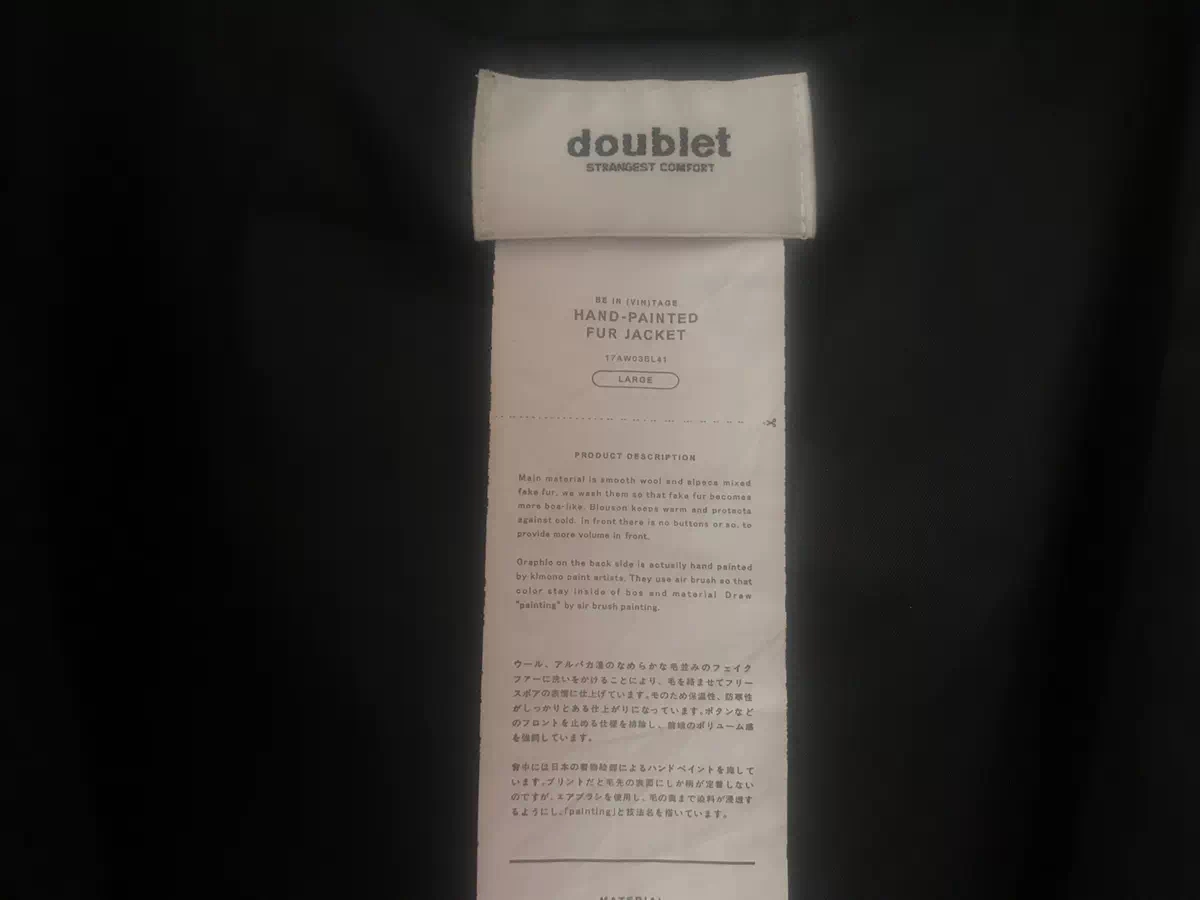 doublet
STRANGEST COMFORT
BE IN (VIN)TAGE
HAND-PAINTED
FUR JACKET
17AW03BL41
LARGE
PRODUCT DESCRIPTION
Main material is smooth wool and alpaca mixed
fake fur, we wash them so that fake fur becomes
more boa-like. Blouson keeps warm and protects
against cold. In front there is no buttons or so, to
provide more volume in front.
Graphic on the back side is actually hand painted
by kimono paint artists. They use air brush so that
color stay inside of boa and material. Draw
"painting" by air brush painting.
ウール、アルパカ混のなめらかな毛並みのフェイク
ファーに洗いをかけることにより、毛を絡ませてフリー
スボアの表情に仕上げています。そのため保温性、防寒性
がしっかりとある仕上がりになっています。ボタンなど
のフロントを止める仕様を排除し、前球のボリューム感
を強調しています。
背中には日本の着物絵師によるハンドペイントを施して
います。プリントだと毛先の表面にしか柄が定着しない
のですが、エアブラシを使用し、毛の奥まで染料が浸透す
るようにし、「painting」と技法名を描いています。
MATERIAL